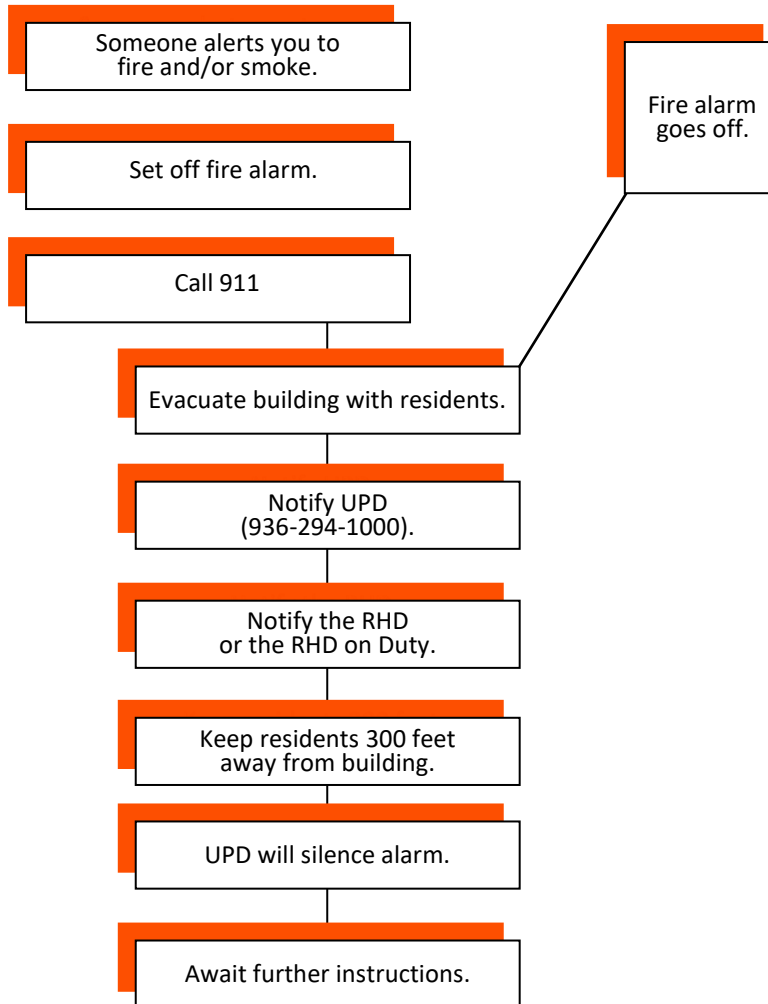 Someone alerts you to
fire and/or smoke.
Fire alarm
goes off.
Set off fire alarm.
Call 911
Evacuate building with residents.
Notify UPD
(936-294-1000).
Notify the RHD
or the RHD on Duty.
Keep residents 300 feet
away from building.
UPD will silence alarm.
Await further instructions.